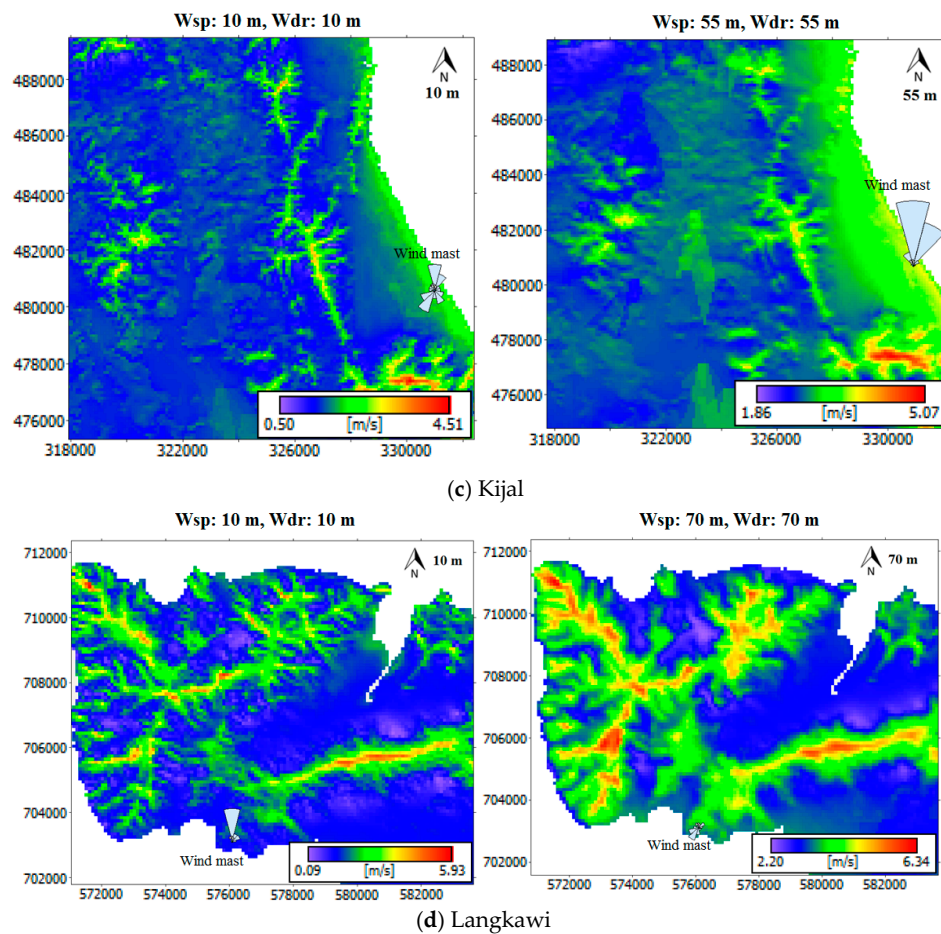 Wsp: 10 m, Wdr: 10 m
Wsp: 55 m, Wdr: 55 m
488000
486000
484000
482000
480000
478000
476000
N
10 m
Wind mast
0.50 [m/s] 4.51
318000 322000 326000 330000
488000
486000
484000
482000
480000
478000
476000
N
55 m
Wind mast
1.86 [m/s] 5.07
318000 322000 326000 330000
(c) Kijal
Wsp: 10 m, Wdr: 10 m
Wsp: 70 m, Wdr: 70 m
712000
710000
708000
706000
704000
702000
N
10 m
Wind mast
0.09 [m/s] 5.93
572000 574000 576000 578000 580000 582000
712000
710000
708000
706000
704000
702000
N
70 m
Wind mast
2.20 [m/s] 6.34
572000 574000 576000 578000 580000 582000
(d) Langkawi